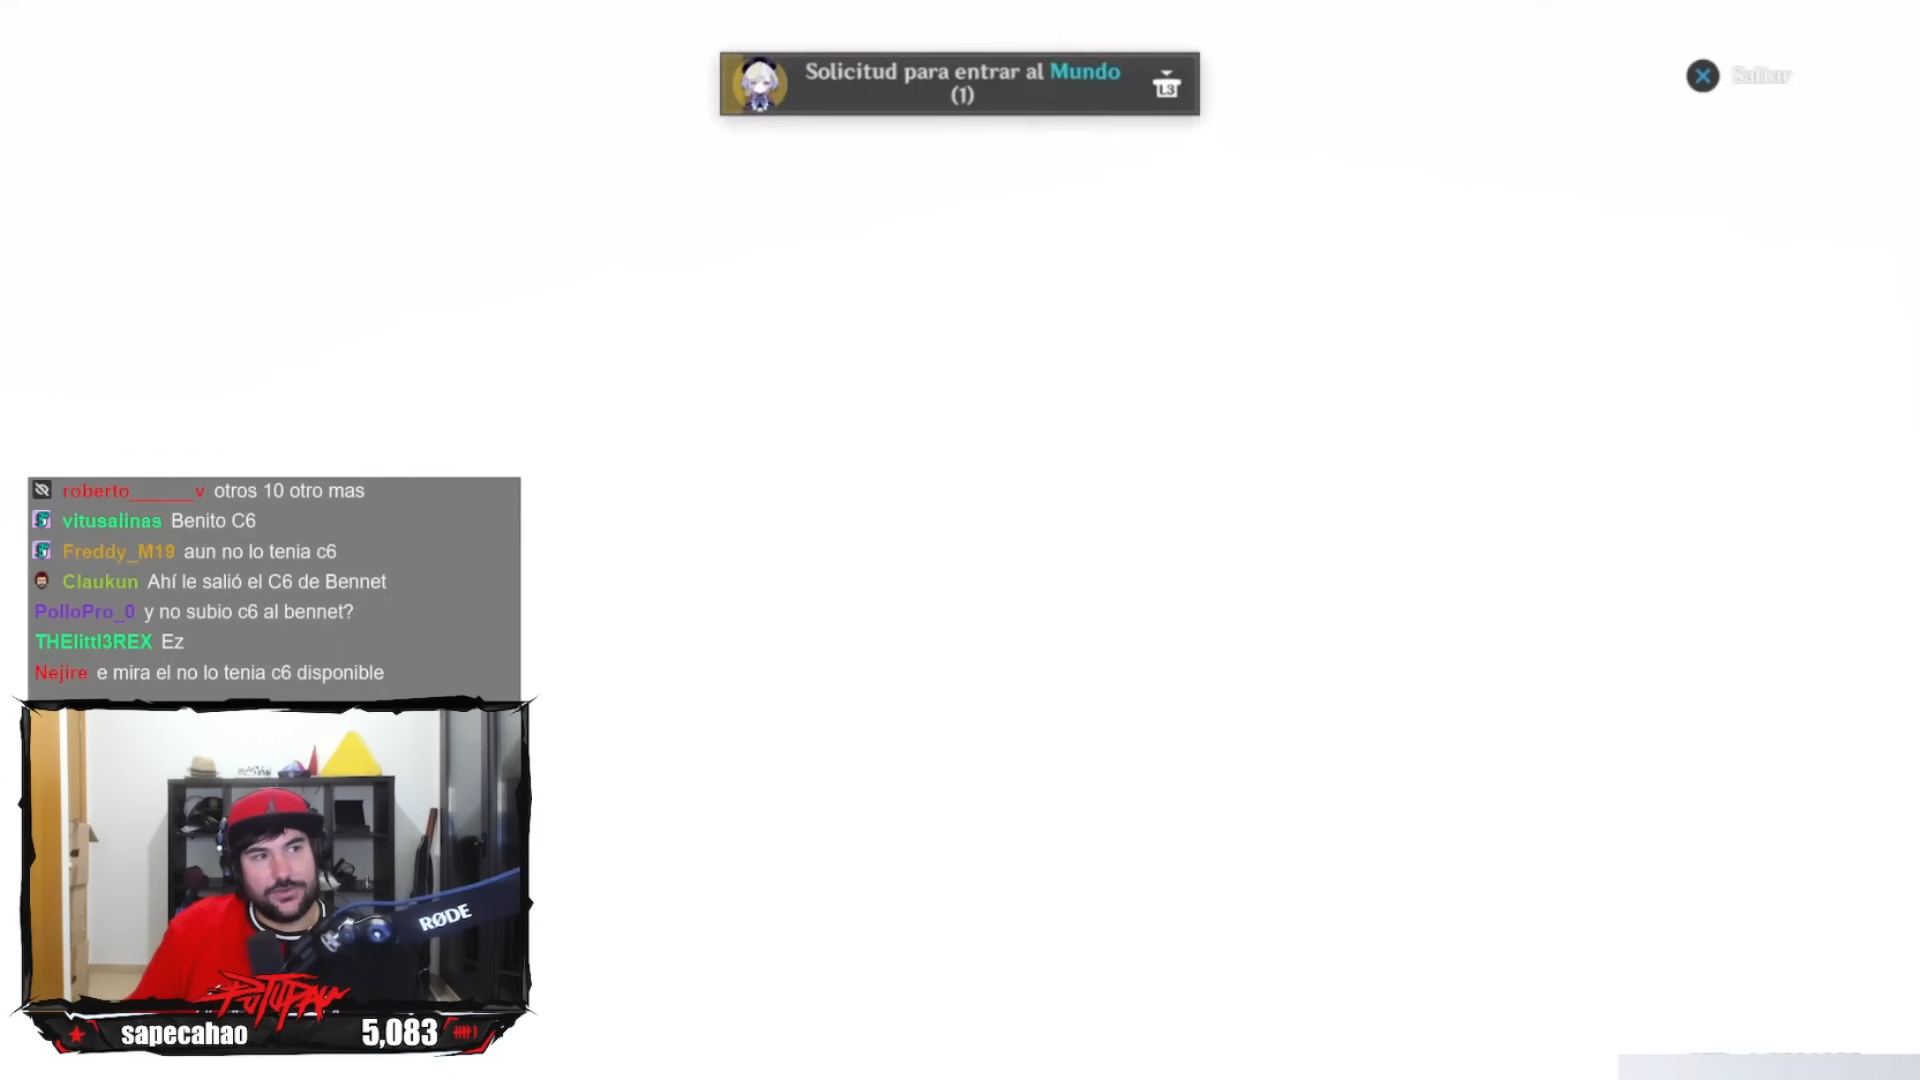 Solicitud para entrar al Mundo
(1)
L3
Saltar
roberto______v otros 10 otro mas
vitusalinas Benito C6
Freddy_M19 aun no lo tenia c6
Claukun Ahí le salió el C6 de Bennet
PolloPro_0 y no subio c6 al bennet?
THElittl3REX Ez
Nejire e mira el no lo tenia c6 disponible
RØDE
sapecahao 5,083